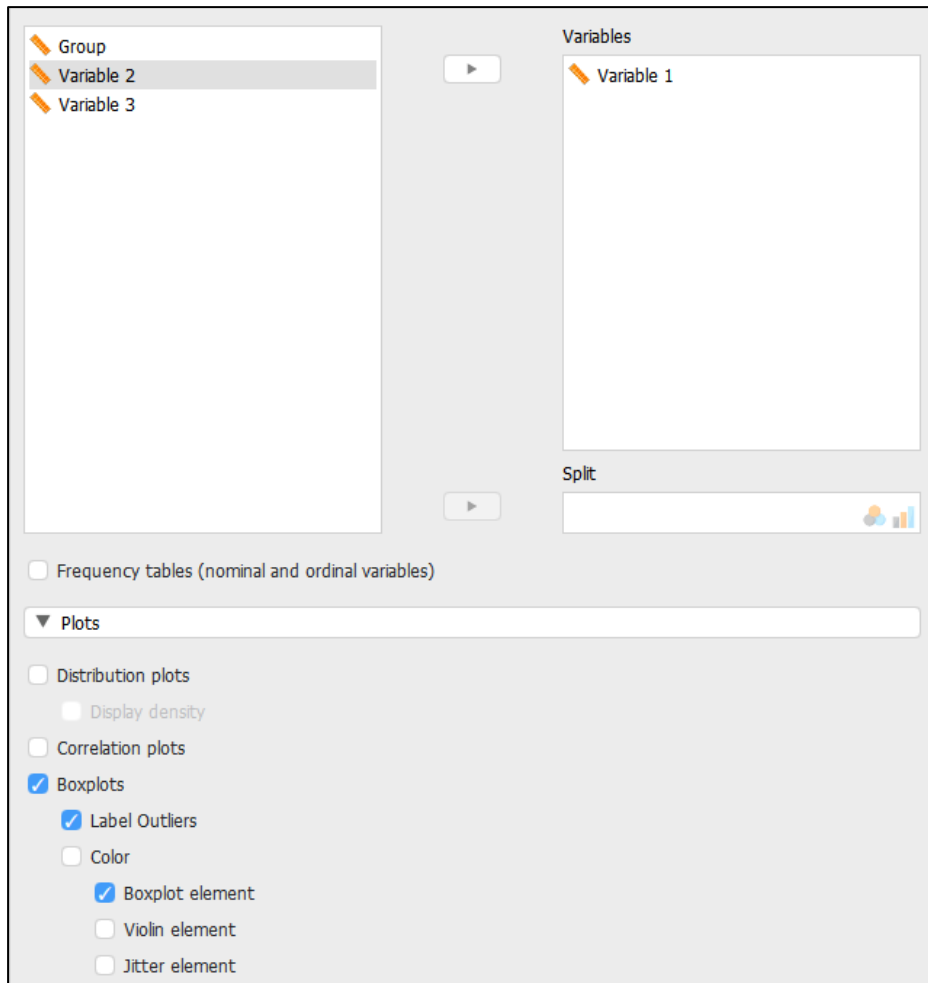 Group
Variable 2
Variable 3
Variables
Variable 1
Split
Frequency tables (nominal and ordinal variables)
Plots
Distribution plots
Display density
Correlation plots
Boxplots
Label Outliers
Color
Boxplot element
Violin element
Jitter element